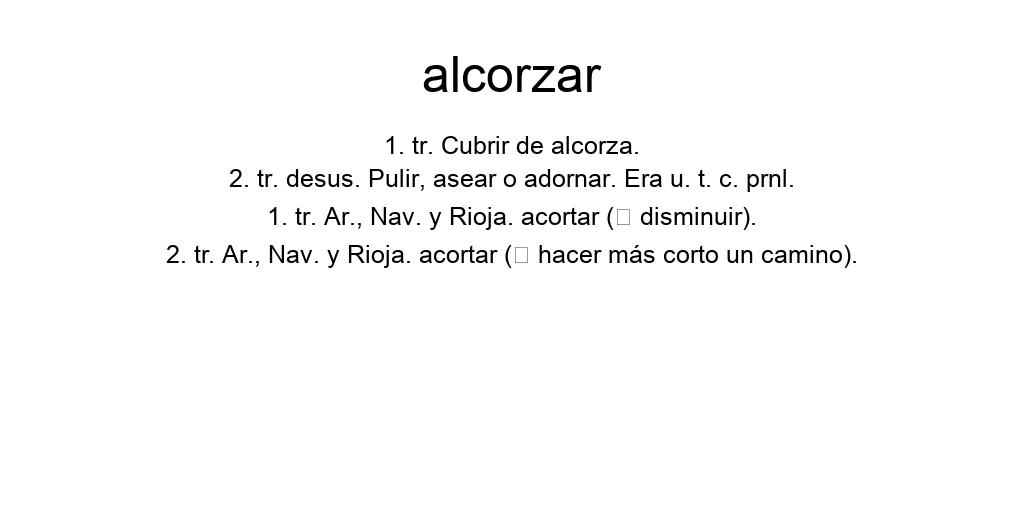 alcorzar
1. tr. Cubrir de alcorza.
2. tr. desus. Pulir, asear o adornar. Era u. t. c. prnl.
1. tr. Ar., Nav. y Rioja. acortar (□ disminuir).
2. tr. Ar., Nav. y Rioja. acortar (□ hacer más corto un camino).